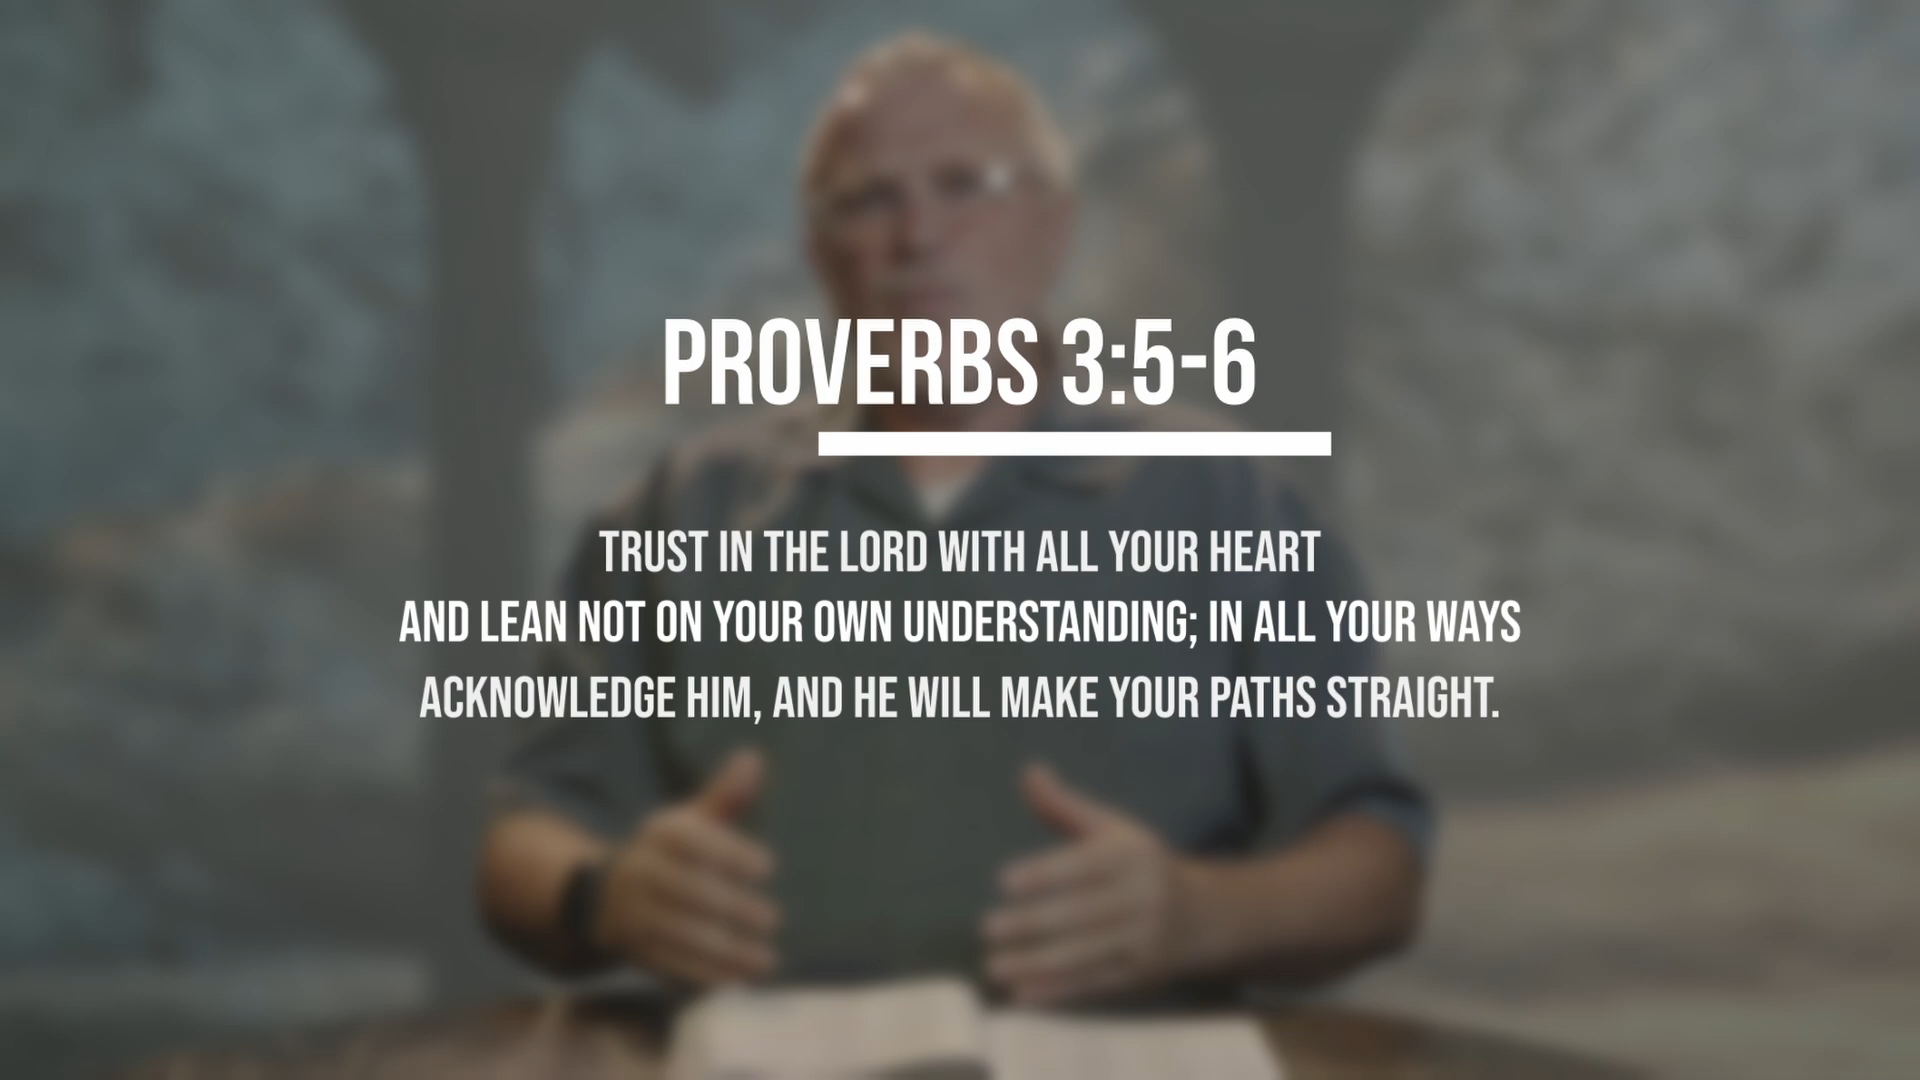 PROVERBS 3:5-6
TRUST IN THE LORD WITH ALL YOUR HEART
AND LEAN NOT ON YOUR OWN UNDERSTANDING; IN ALL YOUR WAYS
ACKNOWLEDGE HIM, AND HE WILL MAKE YOUR PATHS STRAIGHT.